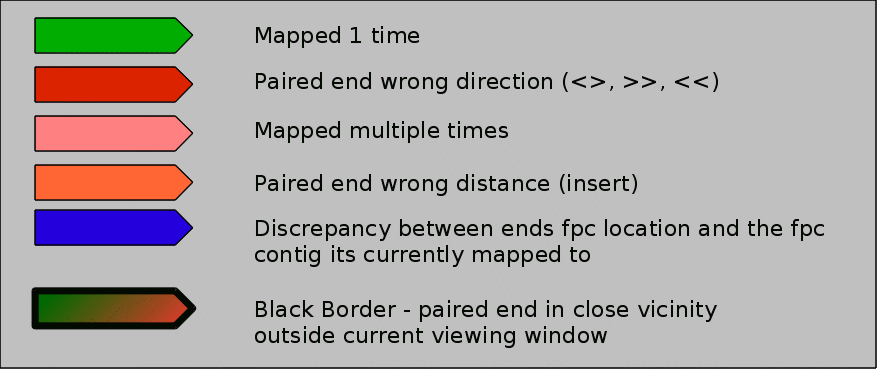 Mapped 1 time
Paired end wrong direction (<>, >>, <<)
Mapped multiple times
Paired end wrong distance (insert)
Discrepancy between ends fpc location and the fpc
contig its currently mapped to
Black Border - paired end in close vicinity
outside current viewing window